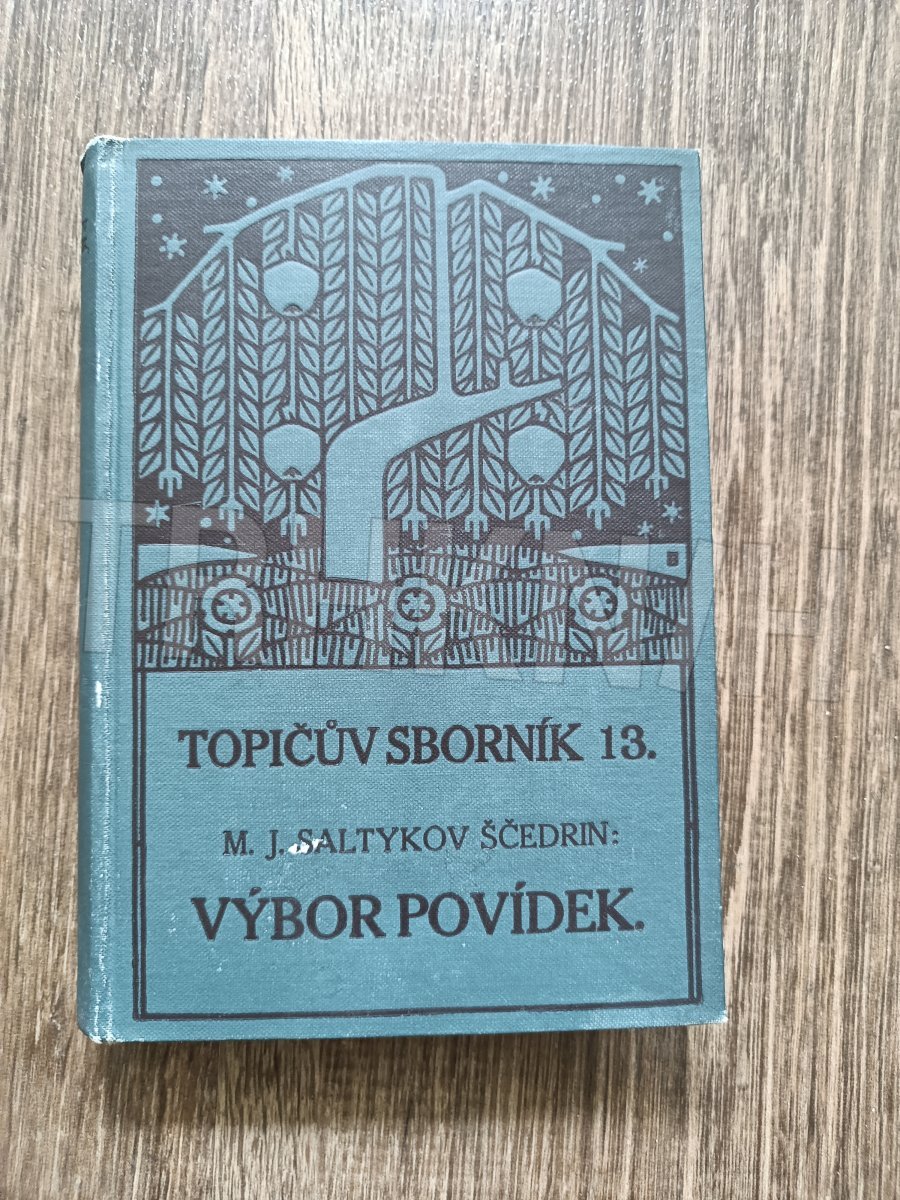 TOPIČŮV SBORNÍK 13.
M. J. SALTYKOV ŠČEDRIN:
VÝBOR POVÍDEK.